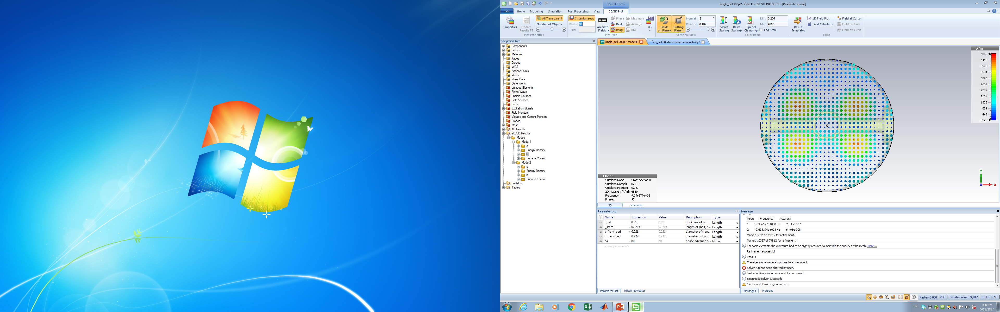 Result Tools
single_cell 900pi2-modeEH - CST STUDIO SUITE - [Research License]
File Home Modeling Simulation Post Processing View 2D/3D Plot
Properties
Update Results F5
All Transparent
Number of Objects
Plot Properties
Instantaneous
Phase: 90
Time:
Animate Fields
Phase
Real
Imag.
Maximum
Average
RMS
dB
dB
Plot Type
Fields on Plane
Cutting Plane
Normal: Z
Position: 0.187
Sectional View
Smart Scaling
Reset Scaling
Special Clamping
Min: 0.226
Max: 4860
Log Scale
Color Ramp
Result Templates
1D Field Plot
Field Calculator
Field at Cursor
Field on Face
Field on Curve
Tools
Navigation Tree
Components
Groups
Materials
Faces
Curves
WCS
Anchor Points
Wires
Voxel Data
Dimensions
Lumped Elements
Plane Wave
Farfield Sources
Field Sources
Ports
Excitation Signals
Field Monitors
Voltage and Current Monitors
Probes
Mesh
1D Results
2D/3D Results
Modes
Mode 1
e
Energy Density
h
Surface Current
Mode 2
e
Energy Density
h
Surface Current
Farfields
Tables
single_cell 900pi2-modeEH
3_cell 500dxincreased conductivity*
A/m
4860
4418
3976
3534
3093
2651
2209
1767
1326
884
442
0.226
y
x
Mode 1
Cutplane Name: Cross Section A
Cutplane Normal: 0, 0, 1
Cutplane Position: 0.187
2D Maximum [A/m]: 4860
Frequency: 9.396677e+08
Phase: 90
3D Schematic
Parameter List
Name Expression Value Description Type
t_cyl = 0.01 0.01 thickness of out... Length
l_stem = 0.3205 0.3205 length of (half) s... Length
d_front_ped = 0.221 0.221 diameter of fron... Length
d_back_ped = 0.222 0.222 diameter of bac... Length
pA = 60 60 phase advance o... None
<new parameter>
Parameter List Result Navigator
Messages
Mode Frequency Accuracy
1 9.396677e+008 Hz 2.848e-007
2 9.495194e+008 Hz 6.496e-008
Marked 8894 of 74812 for refinement.
Marked 10337 of 74812 for refinement.
For some elements the curvature had to be slightly reduced to maintain the quality of the mesh. More...
Refinement successful
Pass 2:
The eigenmode solver stops due to a user abort.
Solver run has been aborted by user.
Last adaptive solution successfully recovered.
Eigenmode solver successful
1 error and 2 warnings occurred.
Messages Progress
Raster=0.050 PEC Tetrahedrons=74,812 m Hz s °C
EN
1:06 PM
5/11/2017